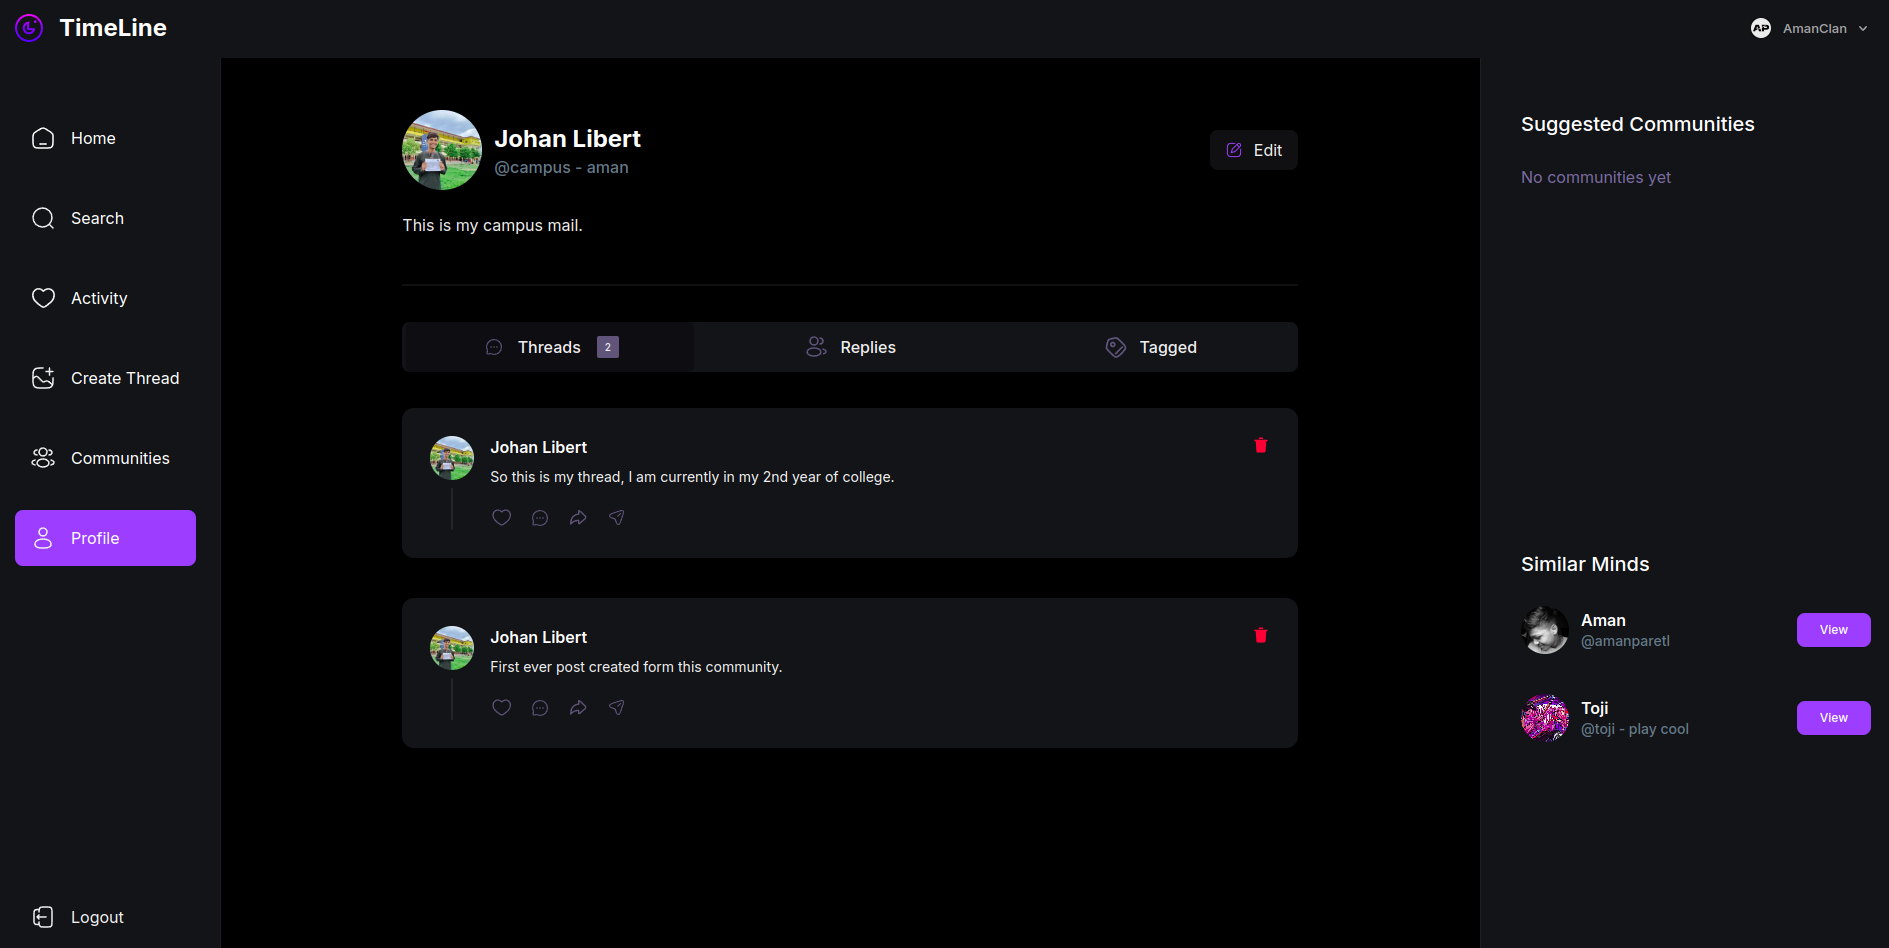 TimeLine
AP AmanClan
Home
Search
Activity
Create Thread
Communities
Profile
Logout
Johan Libert
@campus - aman
Edit
This is my campus mail.
Threads 2 Replies Tagged
Johan Libert
So this is my thread, I am currently in my 2nd year of college.
Johan Libert
First ever post created form this community.
Suggested Communities
No communities yet
Similar Minds
Aman
@amanparetl
View
Toji
@toji - play cool
View